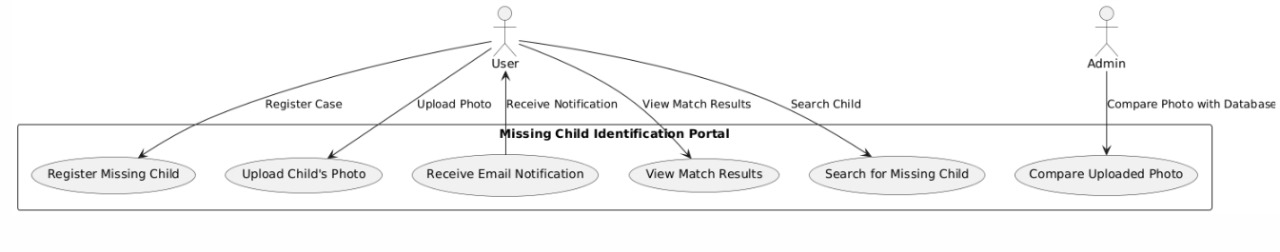 User
Admin
Register Case
Upload Photo
Receive Notification
View Match Results
Search Child
Compare Photo with Database
Missing Child Identification Portal
Register Missing Child
Upload Child's Photo
Receive Email Notification
View Match Results
Search for Missing Child
Compare Uploaded Photo